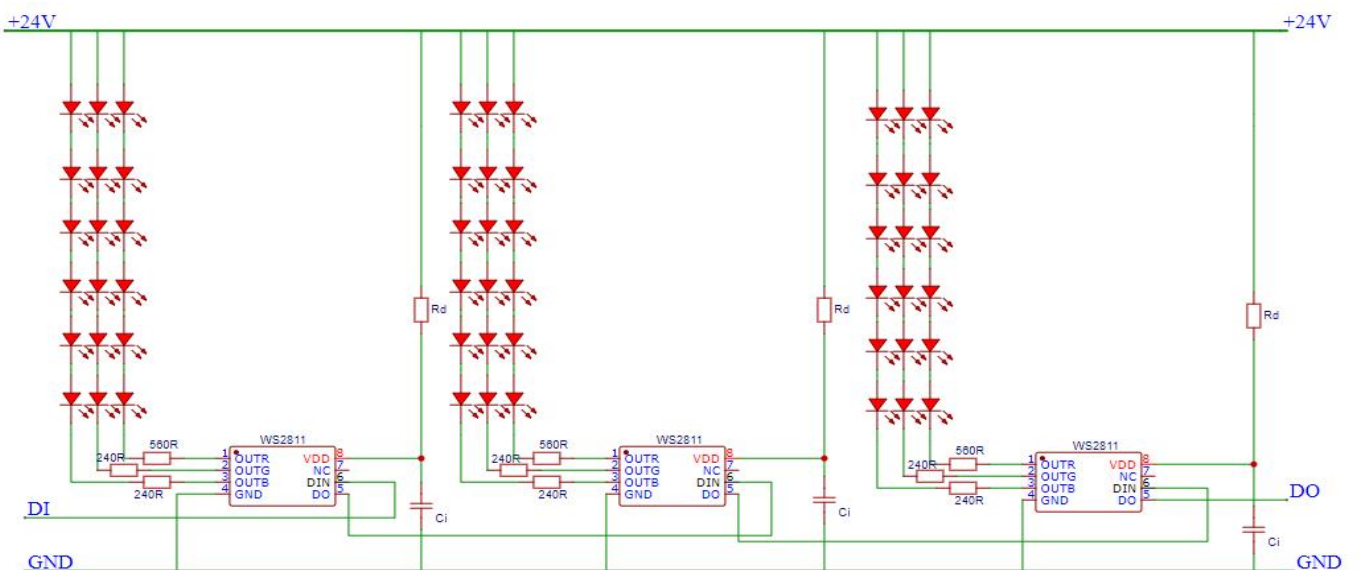 +24V +24V
Rd Rd Rd
560R WS2811
240R 1 OUTR VDD 8
2 OUTG NC 7
3 OUTB DIN 6
240R 4 GND DO 5
Ci
560R WS2811
240R 1 OUTR VDD 8
2 OUTG NC 7
3 OUTB DIN 6
240R 4 GND DO 5
Ci
560R WS2811
240R 1 OUTR VDD 8
2 OUTG NC 7
3 OUTB DIN 6
240R 4 GND DO 5
Ci
DI DO
GND GND